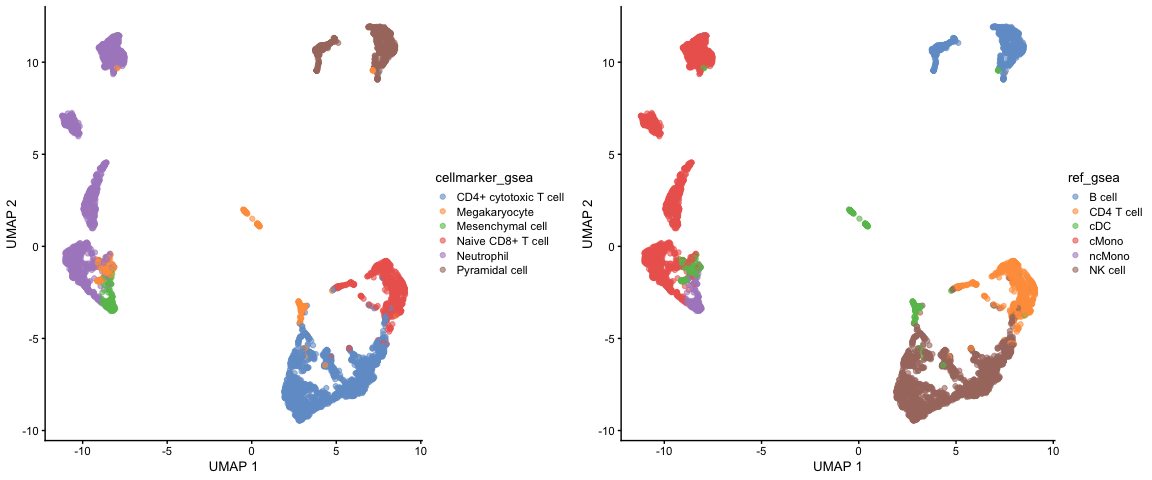 10
5
0
-5
-10
-10
-5
0
5
10
UMAP 2
UMAP 1
cellmarker_gsea
CD4+ cytotoxic T cell
Megakaryocyte
Mesenchymal cell
Naive CD8+ T cell
Neutrophil
Pyramidal cell
10
5
0
-5
-10
-10
-5
0
5
10
UMAP 2
UMAP 1
ref_gsea
B cell
CD4 T cell
cDC
cMono
ncMono
NK cell